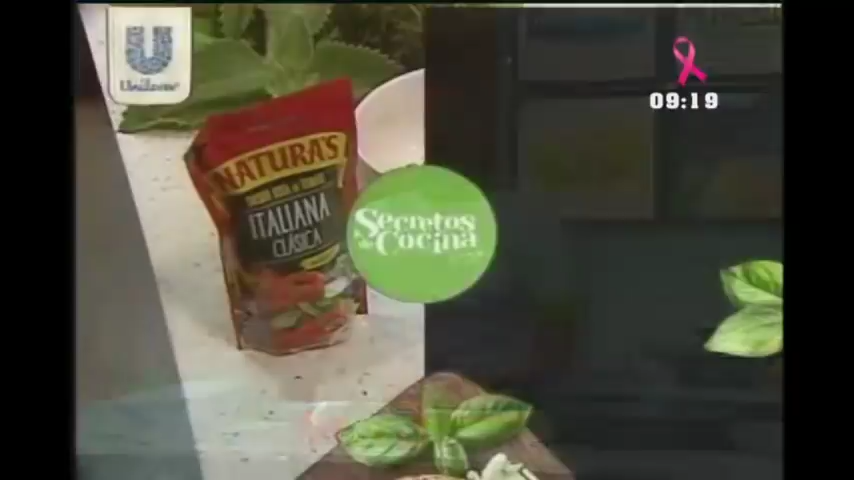 Unilever
09:19
NATURA'S
ITALIANA
CLÁSICA
Secretos
de Cocina